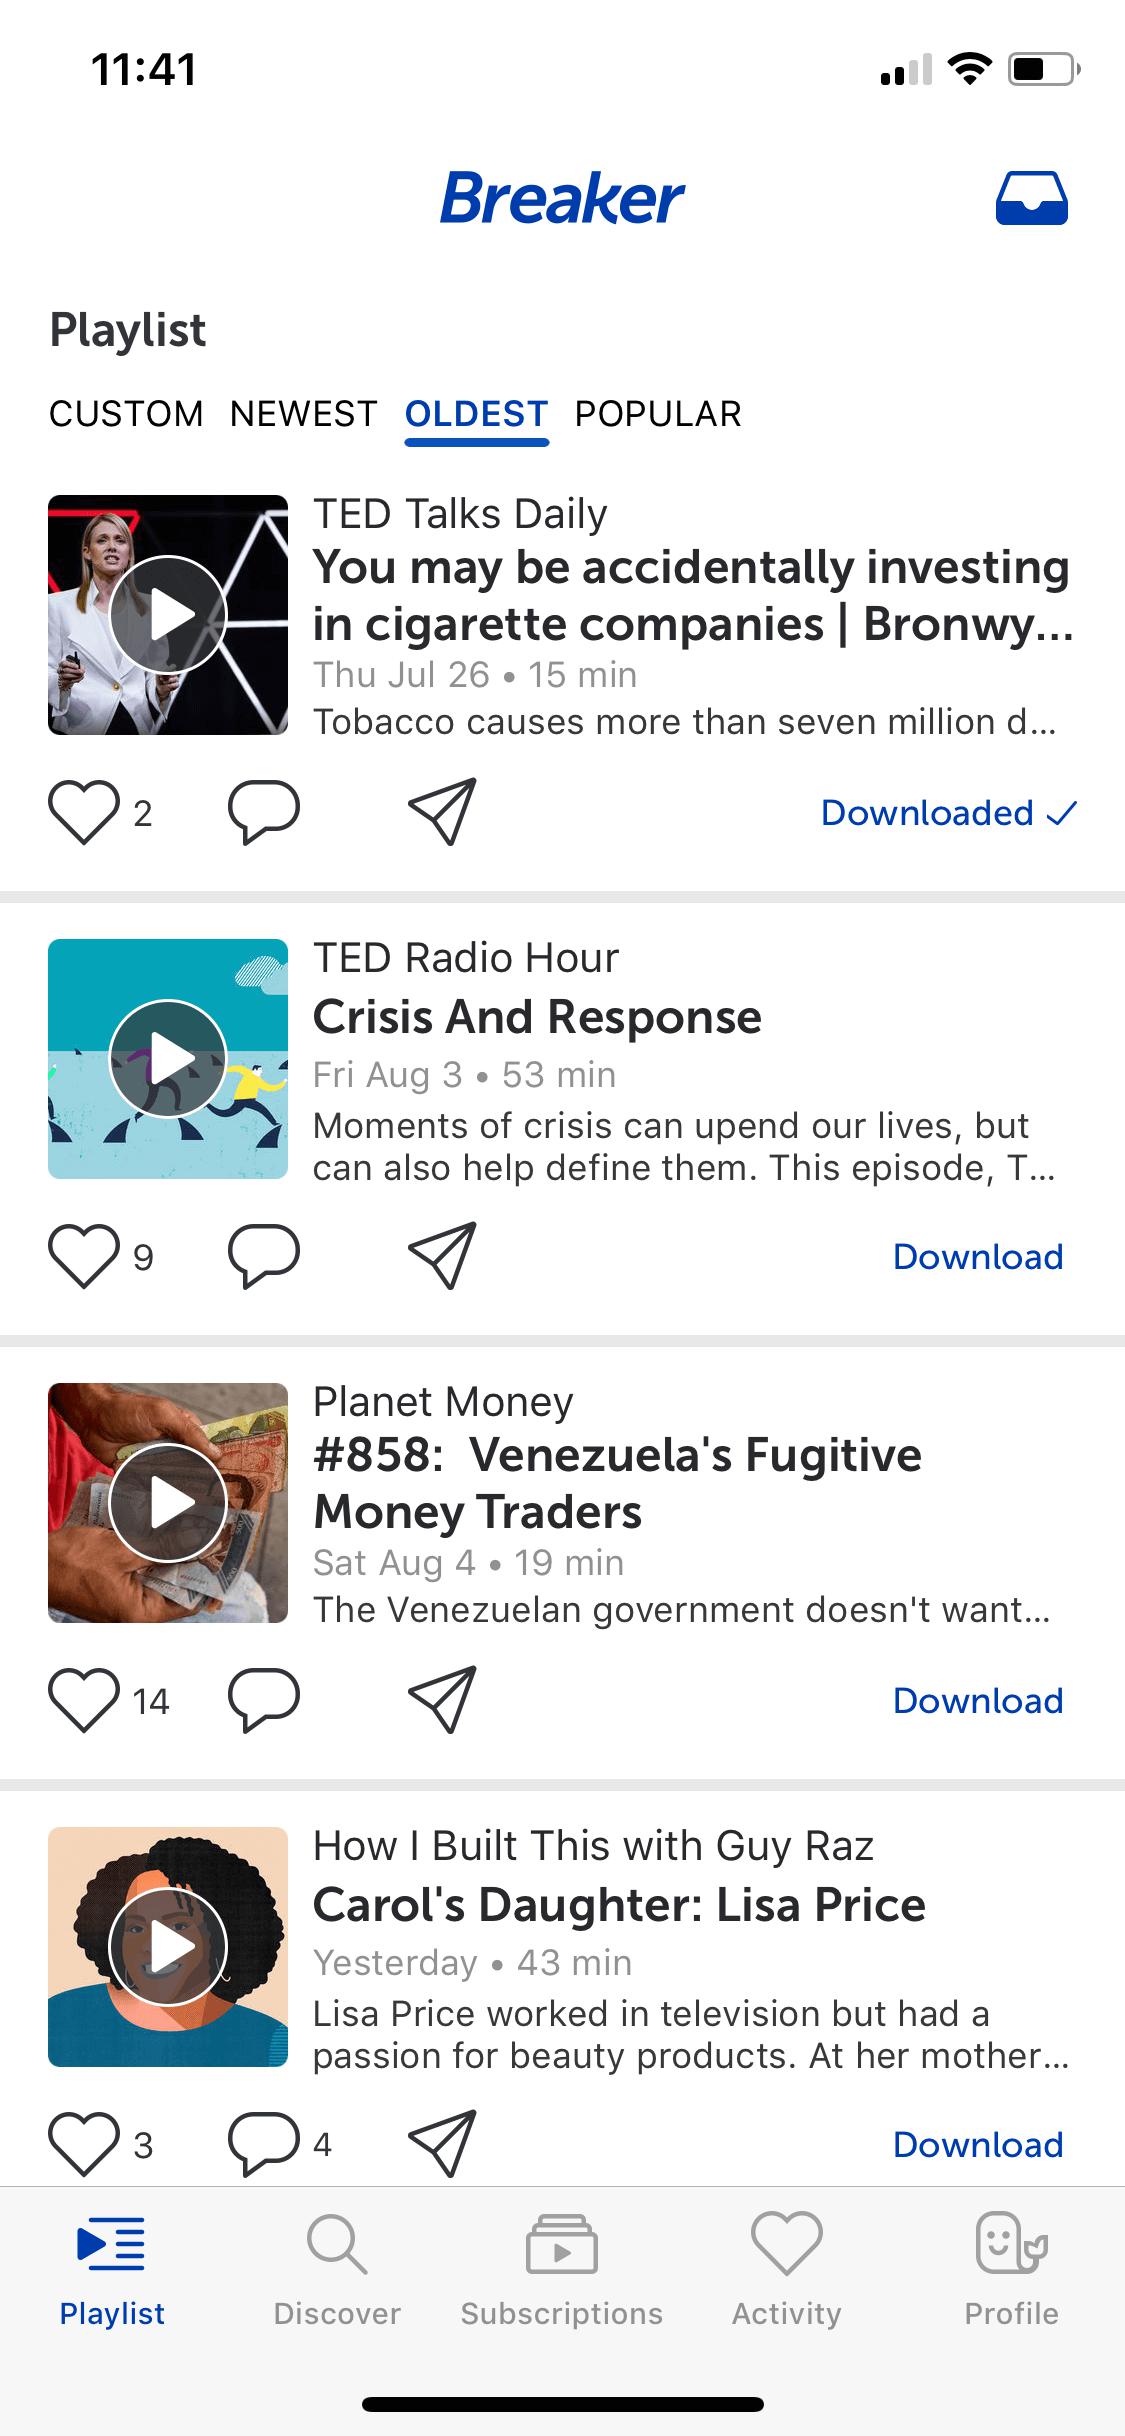 11:41
Breaker
Playlist
CUSTOM NEWEST OLDEST POPULAR
TED Talks Daily
You may be accidentally investing
in cigarette companies | Bronwy...
Thu Jul 26 • 15 min
Tobacco causes more than seven million d...
2
Downloaded
TED Radio Hour
Crisis And Response
Fri Aug 3 • 53 min
Moments of crisis can upend our lives, but
can also help define them. This episode, T...
9
Download
Planet Money
#858:  Venezuela's Fugitive
Money Traders
Sat Aug 4 • 19 min
The Venezuelan government doesn't want...
14
Download
How I Built This with Guy Raz
Carol's Daughter: Lisa Price
Yesterday • 43 min
Lisa Price worked in television but had a
passion for beauty products. At her mother...
3 4
Download
Playlist Discover Subscriptions Activity Profile